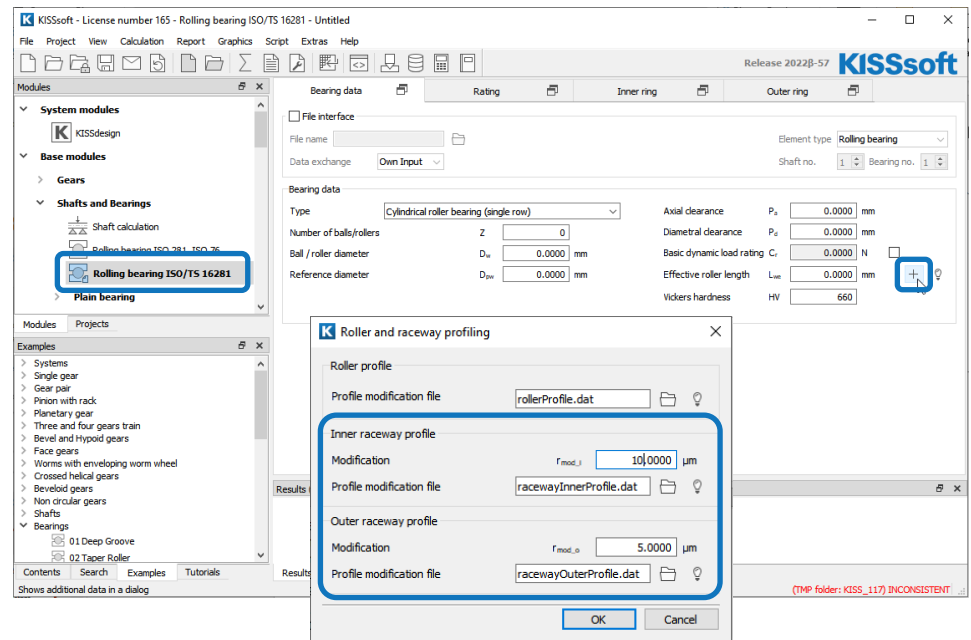 KISSsoft - License number 165 - Rolling bearing ISO/TS 16281 - Untitled
File Project View Calculation Report Graphics Script Extras Help
Release 2022β-57 KISSsoft
Modules
System modules
KISSdesign
Base modules
Gears
Shafts and Bearings
Shaft calculation
Rolling bearing ISO 281, ISO 76
Rolling bearing ISO/TS 16281
Plain bearing
Modules Projects
Examples
Systems
Single gear
Gear pair
Pinion with rack
Planetary gear
Three and four gears train
Bevel and Hypoid gears
Face gears
Worms with enveloping worm wheel
Crossed helical gears
Beveloid gears
Non circular gears
Shafts
Bearings
01 Deep Groove
02 Taper Roller
Contents Search Examples Tutorials
Shows additional data in a dialog
Bearing data Rating Inner ring Outer ring
File interface
File name Element type Rolling bearing
Data exchange Own Input Shaft no. 1 Bearing no. 1
Bearing data
Type Cylindrical roller bearing (single row) Axial clearance Pa 0.0000 mm
Number of balls/rollers Z 0 Diametral clearance Pd 0.0000 mm
Ball / roller diameter Dw 0.0000 mm Basic dynamic load rating Cr 0.0000 N
Reference diameter Dpw 0.0000 mm Effective roller length Lwe 0.0000 mm
Vickers hardness HV 660
Roller and raceway profiling
Roller profile
Profile modification file rollerProfile.dat
Inner raceway profile
Modification rmod_i 10.0000 μm
Profile modification file racewayInnerProfile.dat
Outer raceway profile
Modification rmod_o 5.0000 μm
Profile modification file racewayOuterProfile.dat
OK Cancel
Results
Results
(TMP folder: KISS_117) INCONSISTENT